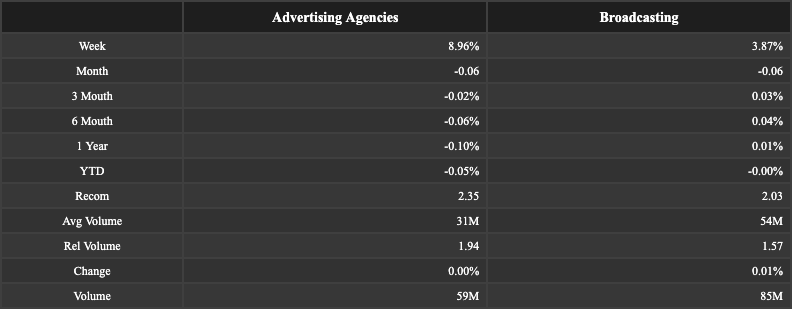 Advertising Agencies Broadcasting
Week 8.96% 3.87%
Month -0.06 -0.06
3 Mouth -0.02% 0.03%
6 Mouth -0.06% 0.04%
1 Year -0.10% 0.01%
YTD -0.05% -0.00%
Recom 2.35 2.03
Avg Volume 31M 54M
Rel Volume 1.94 1.57
Change 0.00% 0.01%
Volume 59M 85M